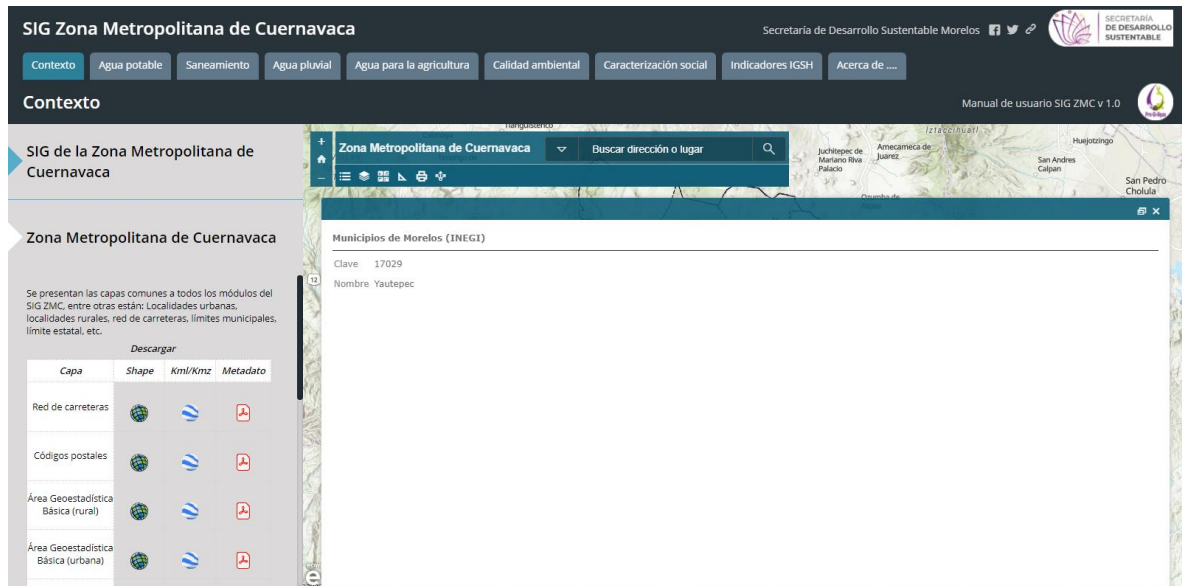 SIG Zona Metropolitana de Cuernavaca
Secretaría de Desarrollo Sustentable Morelos
SECRETARÍA
DE DESARROLLO
SUSTENTABLE
Contexto
Agua potable
Saneamiento
Agua pluvial
Agua para la agricultura
Calidad ambiental
Caracterización social
Indicadores IGSH
Acerca de ....
Contexto
Manual de usuario SIG ZMC v 1.0
SIG de la Zona Metropolitana de
Cuernavaca
Zona Metropolitana de Cuernavaca
Se presentan las capas comunes a todos los módulos del
SIG ZMC, entre otras están: Localidades urbanas,
localidades rurales, red de carreteras, límites municipales,
límite estatal, etc.
Descargar
Capa Shape Kml/Kmz Metadato
Red de carreteras
Códigos postales
Área Geoestadística
Básica (rural)
Área Geoestadística
Básica (urbana)
Tianguistenco
Zona Metropolitana de Cuernavaca
Buscar dirección o lugar
Iztaccihuatl
Juchitepec de
Mariano Riva
Palacio
Amecameca de
Juarez
Huejotzingo
San Andres
Calpan
San Pedro
Cholula
Municipios de Morelos (INEGI)
Clave 17029
Nombre Yautepec
12